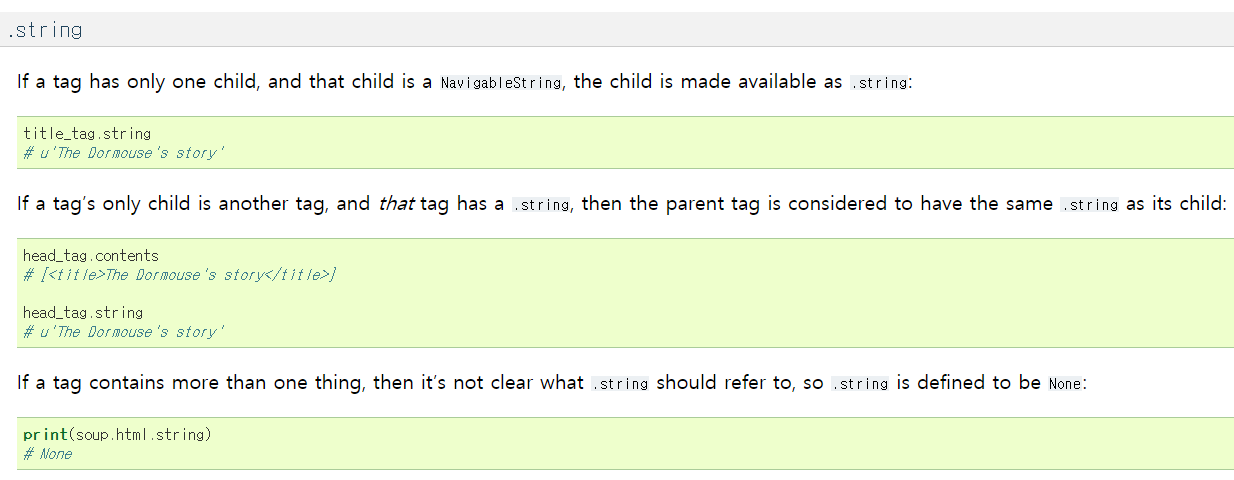 .string
If a tag has only one child, and that child is a NavigableString, the child is made available as .string:
title_tag.string
# u'The Dormouse's story'
If a tag's only child is another tag, and that tag has a .string, then the parent tag is considered to have the same .string as its child:
head_tag.contents
# [<title>The Dormouse's story</title>]
head_tag.string
# u'The Dormouse's story'
If a tag contains more than one thing, then it's not clear what .string should refer to, so .string is defined to be None:
print(soup.html.string)
# None